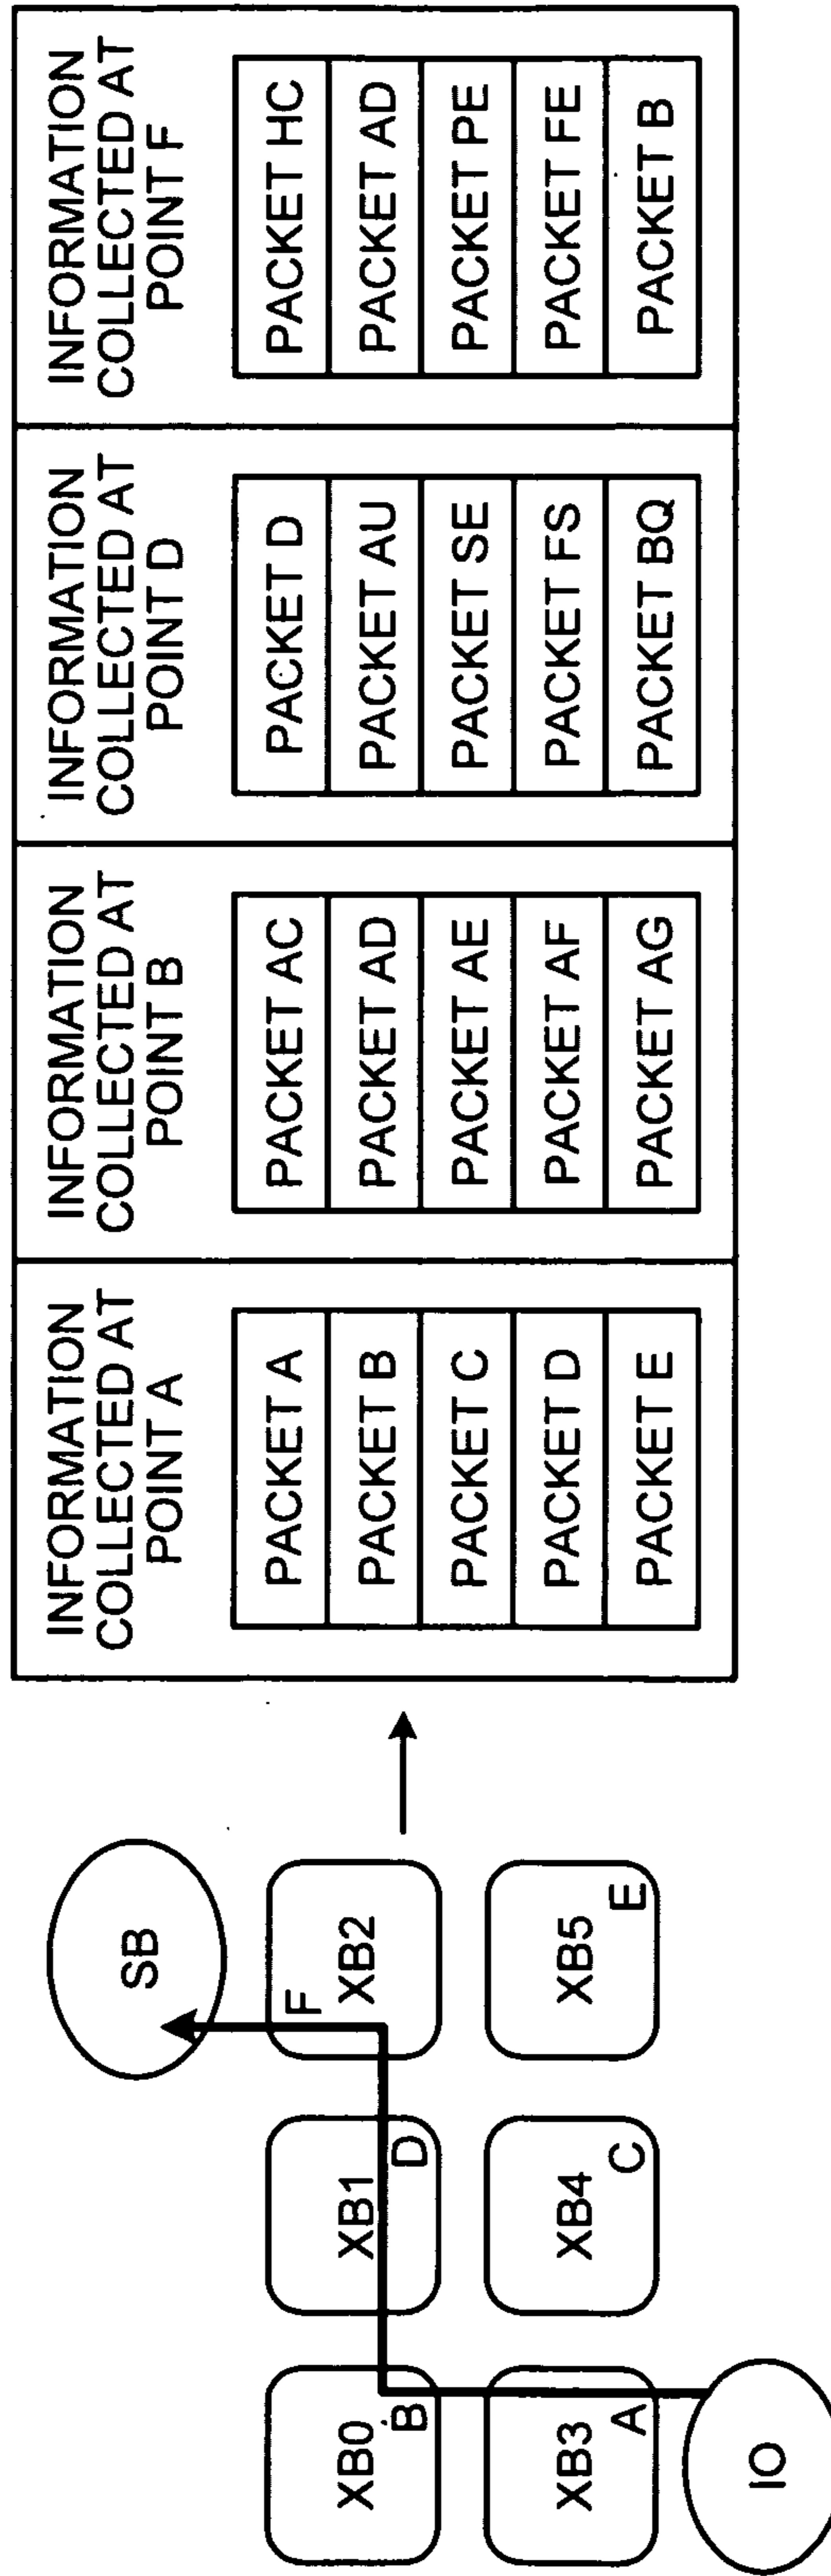 SB
F
XB0
XB1
XB2
B
D
XB3
XB4
XB5
A
C
E
IO
INFORMATION
COLLECTED AT
POINT A
PACKET A
PACKET B
PACKET C
PACKET D
PACKET E
INFORMATION
COLLECTED AT
POINT B
PACKET AC
PACKET AD
PACKET AE
PACKET AF
PACKET AG
INFORMATION
COLLECTED AT
POINT D
PACKET D
PACKET AU
PACKET SE
PACKET FS
PACKET BQ
INFORMATION
COLLECTED AT
POINT F
PACKET HC
PACKET AD
PACKET PE
PACKET FE
PACKET B